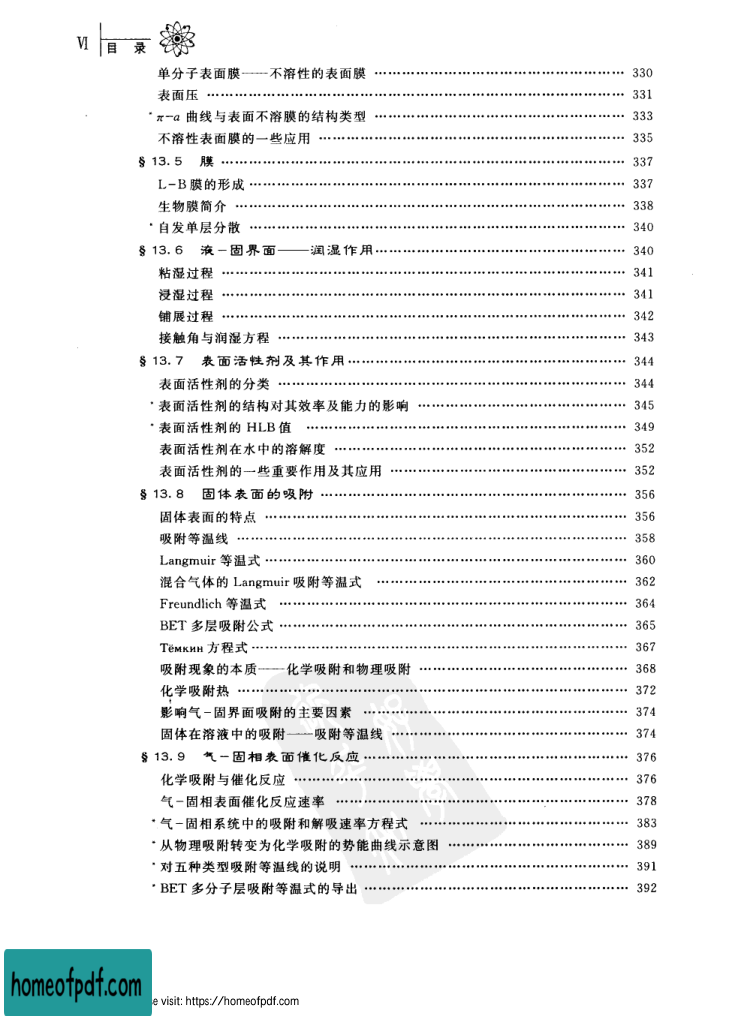 Ⅵ 目 录
单分子表面膜——不溶性的表面膜 …… 330
表面压 …… 331
*π-a 曲线与表面不溶膜的结构类型 …… 333
不溶性表面膜的一些应用 …… 335
§ 13.5 膜 …… 337
L-B膜的形成 …… 337
生物膜简介 …… 338
*自发单层分散 …… 340
§ 13.6 液-固界面——润湿作用 …… 340
粘湿过程 …… 341
浸湿过程 …… 341
铺展过程 …… 342
接触角与润湿方程 …… 343
§ 13.7 表面活性剂及其作用 …… 344
表面活性剂的分类 …… 344
*表面活性剂的结构对其效率及能力的影响 …… 345
*表面活性剂的 HLB值 …… 349
表面活性剂在水中的溶解度 …… 352
表面活性剂的一些重要作用及其应用 …… 352
§ 13.8 固体表面的吸附 …… 356
固体表面的特点 …… 356
吸附等温线 …… 358
Langmuir 等温式 …… 360
混合气体的 Langmuir 吸附等温式 …… 362
Freundlich 等温式 …… 364
BET 多层吸附公式 …… 365
Тёмкин 方程式 …… 367
吸附现象的本质——化学吸附和物理吸附 …… 368
化学吸附热 …… 372
影响气-固界面吸附的主要因素 …… 374
固体在溶液中的吸附——吸附等温线 …… 374
§ 13.9 气-固相表面催化反应 …… 376
化学吸附与催化反应 …… 376
气-固相表面催化反应速率 …… 378
*气-固相系统中的吸附和解吸速率方程式 …… 383
*从物理吸附转变为化学吸附的势能曲线示意图 …… 389
*对五种类型吸附等温线的说明 …… 391
*BET 多分子层吸附等温式的导出 …… 392
homeofpdf.com
e visit: https://homeofpdf.com